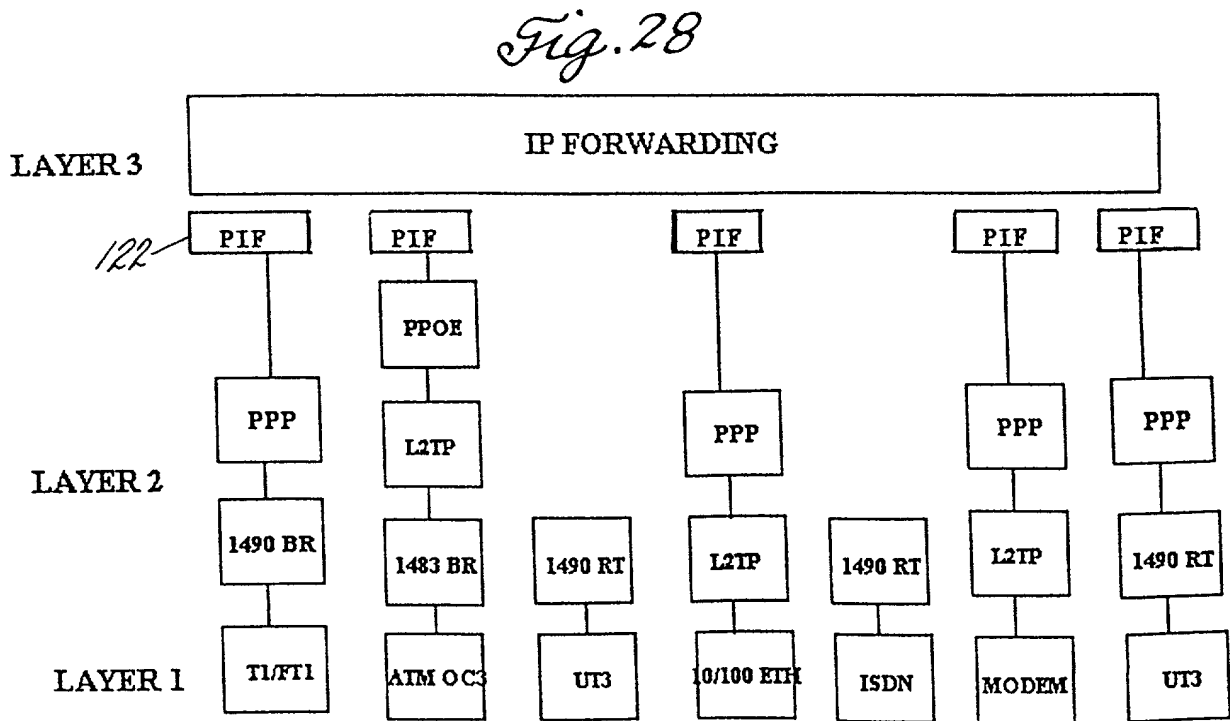 Fig. 28
IP FORWARDING
LAYER 3
122
PIF PIF PIF PIF PIF
PPOE
PPP L2TP PPP PPP PPP
LAYER 2
1490 BR 1483 BR 1490 RT L2TP 1490 RT L2TP 1490 RT
LAYER 1 T1/FT1 ATM OC3 UT3 10/100 ETH ISDN MODEM UT3